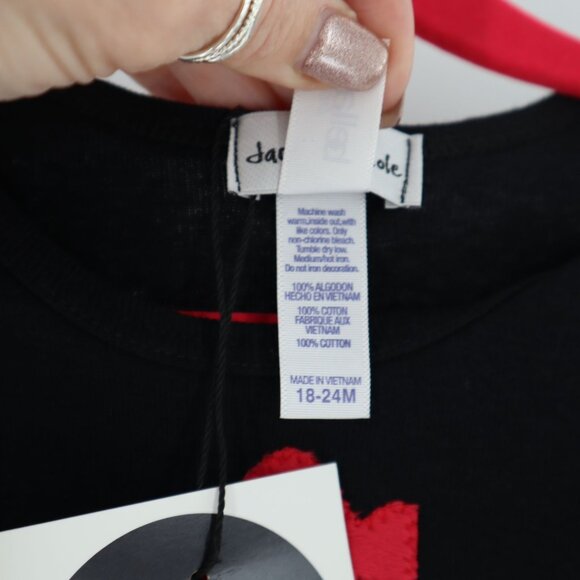 Machine wash
warm,inside out,with
like colors. Only
non-chlorine bleach.
Tumble dry low.
Medium/hot iron.
Do not iron decoration.
100% ALGODON
HECHO EN VIETNAM
100% COTON
FABRIQUE AUX
VIETNAM
100% COTTON
MADE IN VIETNAM
18-24M